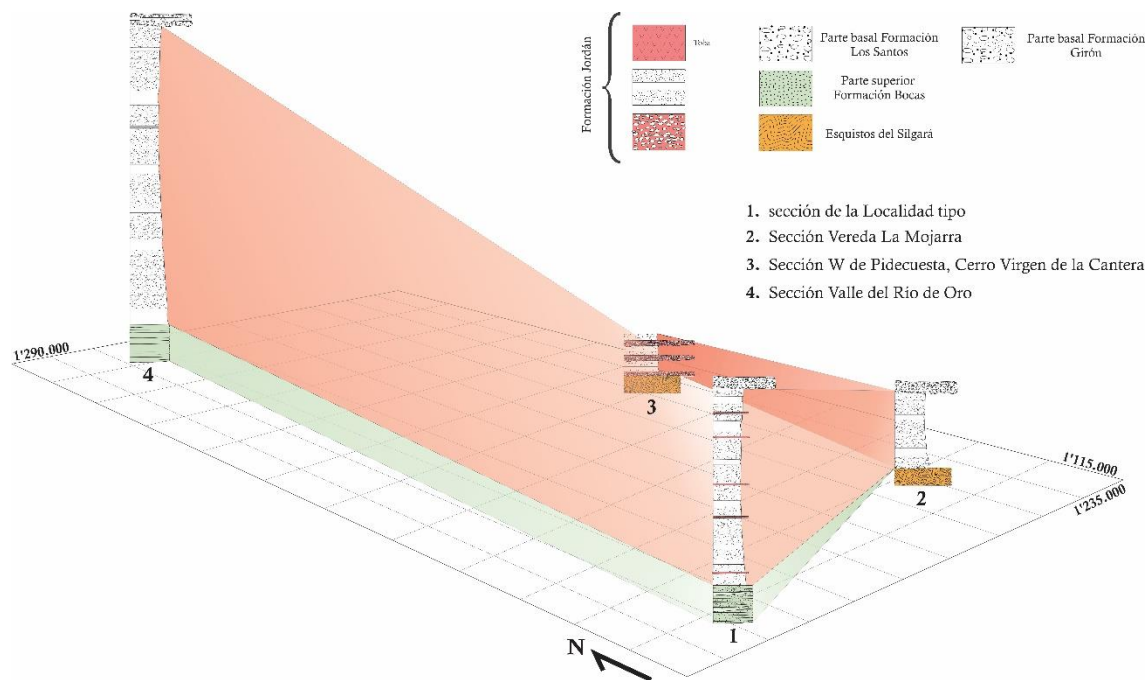 Formación Jordán
Toba
Parte basal Formación
Los Santos
Parte basal Formación
Girón
Parte superior
Formación Bocas
Esquistos del Silgará
1. sección de la Localidad tipo
2. Sección Vereda La Mojarra
3. Sección W de Pidecuesta, Cerro Virgen de la Cantera
4. Sección Valle del Río de Oro
1'290.000
4
3
1
2
1'115.000
1'235.000
N